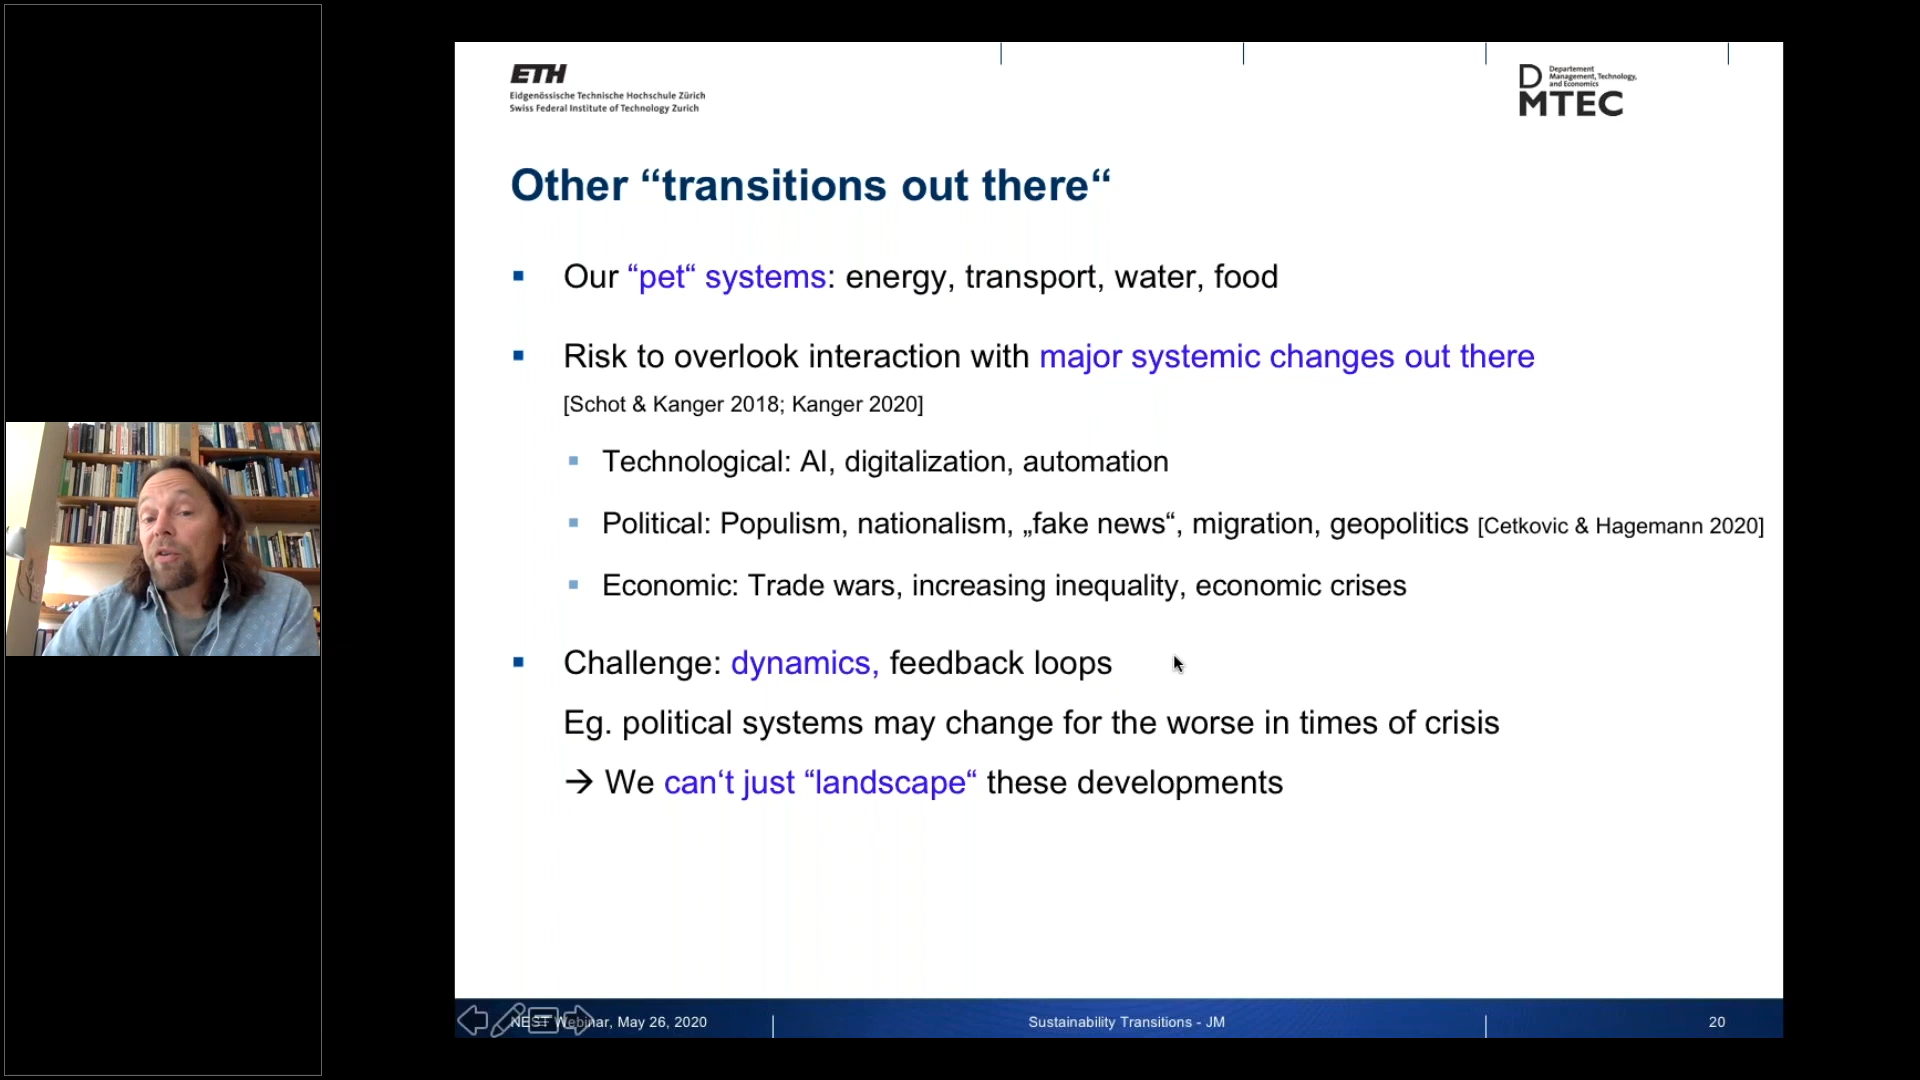 ETH
Eidgenössische Technische Hochschule Zürich
Swiss Federal Institute of Technology Zurich
D Departement
Management, Technology,
and Economics
MTEC
Other “transitions out there“
Our “pet“ systems: energy, transport, water, food
Risk to overlook interaction with major systemic changes out there
[Schot & Kanger 2018; Kanger 2020]
Technological: AI, digitalization, automation
Political: Populism, nationalism, „fake news“, migration, geopolitics [Cetkovic & Hagemann 2020]
Economic: Trade wars, increasing inequality, economic crises
Challenge: dynamics, feedback loops
Eg. political systems may change for the worse in times of crisis
→ We can‘t just “landscape“ these developments
NEST Webinar, May 26, 2020
Sustainability Transitions - JM
20